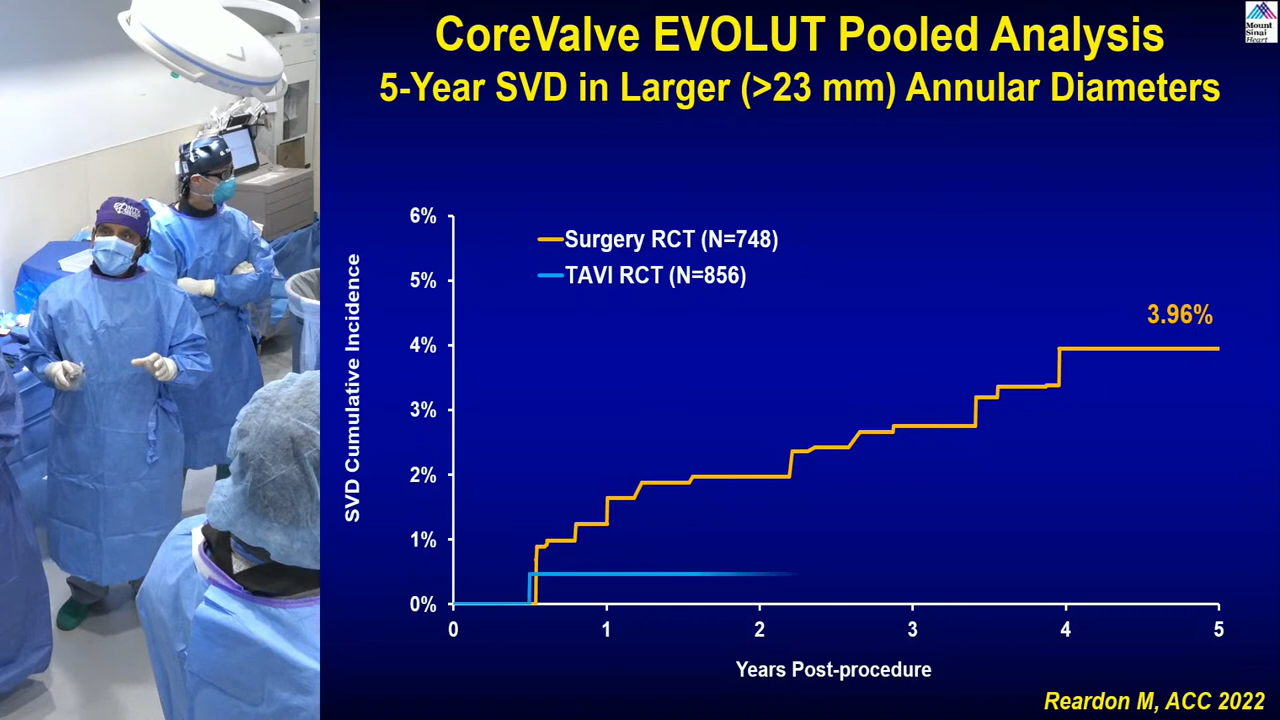 CoreValve EVOLUT Pooled Analysis
5-Year SVD in Larger (>23 mm) Annular Diameters
Mount
Sinai
Heart
6%
5%
4%
3%
2%
1%
0%
SVD Cumulative Incidence
Surgery RCT (N=748)
TAVI RCT (N=856)
3.96%
0 1 2 3 4 5
Years Post-procedure
Reardon M, ACC 2022